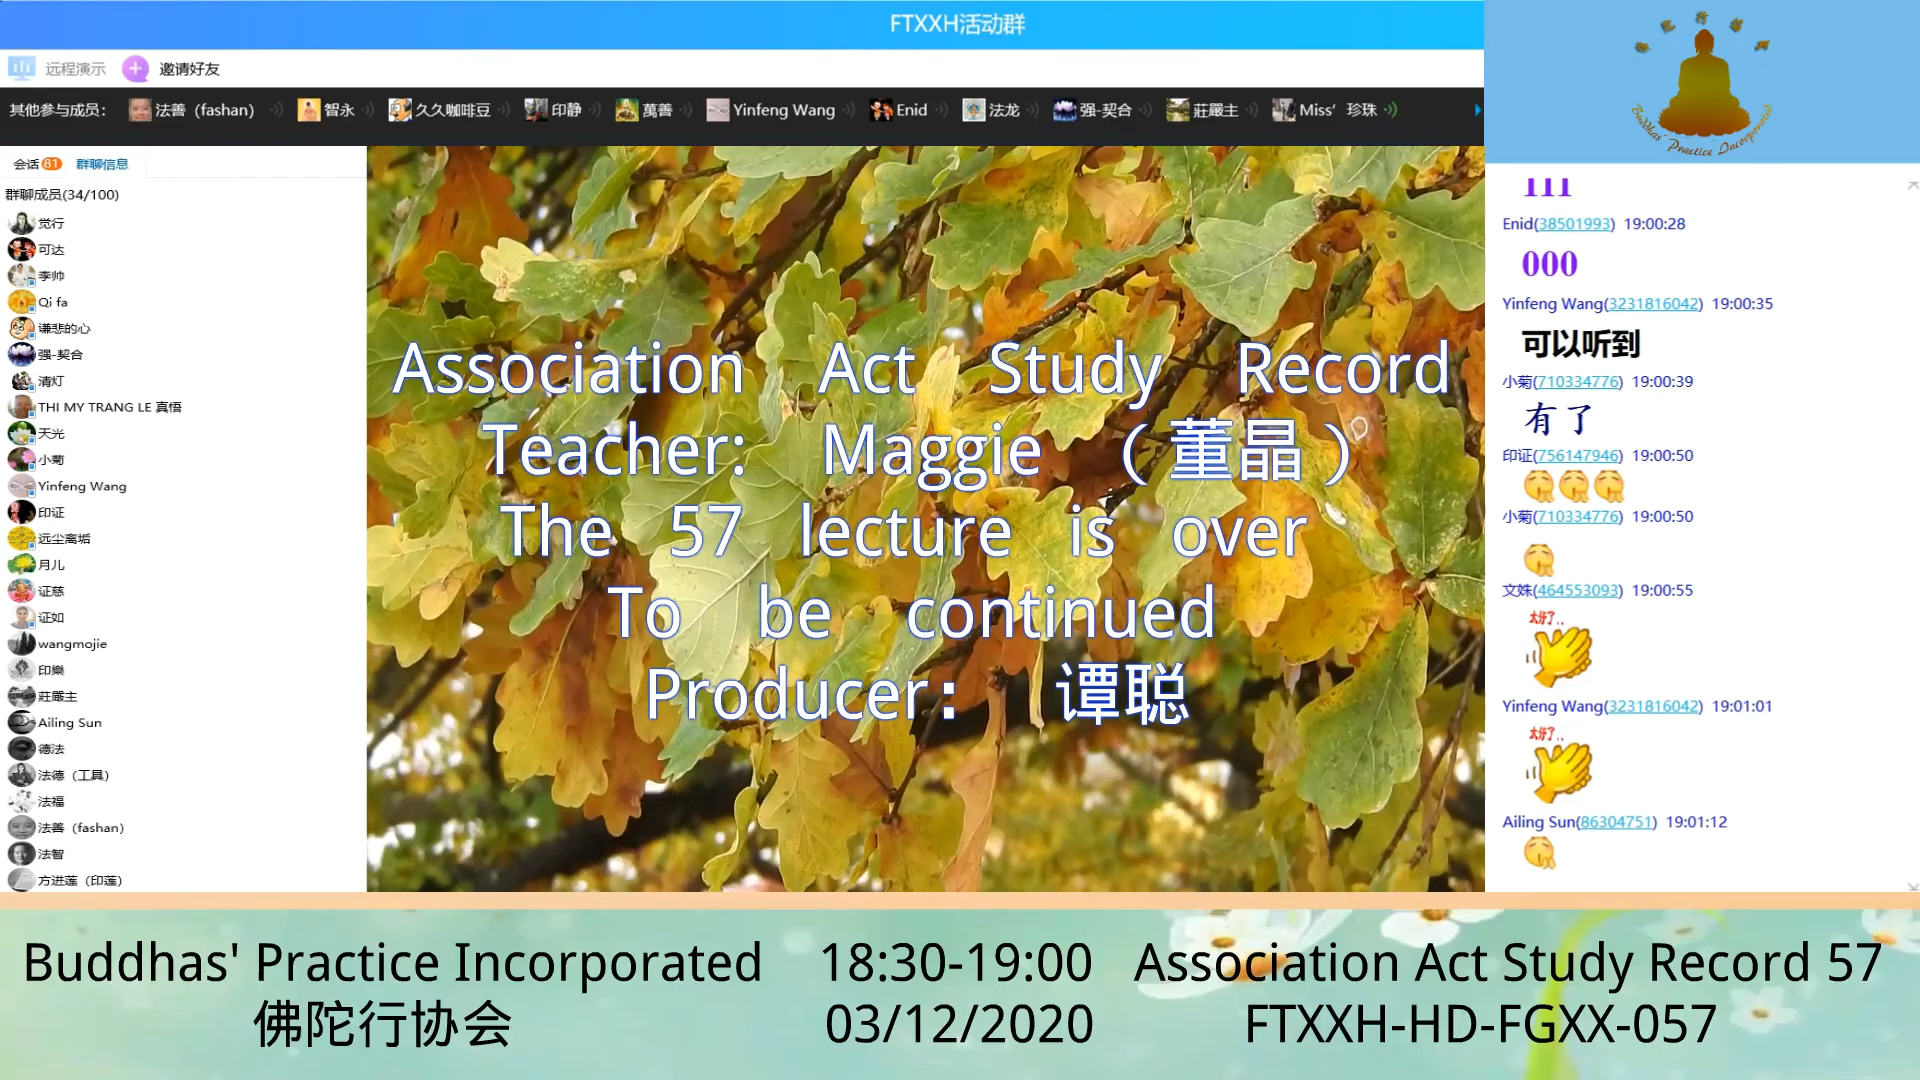 FTXXH活动群
远程演示 邀请好友
其他参与成员： 法善（fashan） 智永 久久咖啡豆 印静 萬善 Yinfeng Wang Enid 法龙 强-契合 莊嚴主 Miss’ 珍珠
会话 81 群聊信息
群聊成员(34/100)
觉行
可达
李帅
Qi fa
谦悲的心
强-契合
清灯
THI MY TRANG LE 真悟
天光
小菊
Yinfeng Wang
印证
远尘离垢
月儿
证慈
证如
wangmojie
印樂
莊嚴主
Ailing Sun
德法
法德（工具）
法福
法善（fashan）
法智
方进莲（印莲）
Association Act Study Record
Teacher: Maggie （董晶）
The 57 lecture is over
To be continued
Producer： 谭聪
Buddhas' Practice Incorporated
111
Enid(38501993) 19:00:28
000
Yinfeng Wang(3231816042) 19:00:35
可以听到
小菊(710334776) 19:00:39
有了
印证(756147946) 19:00:50
小菊(710334776) 19:00:50
文姝(464553093) 19:00:55
太好了..
Yinfeng Wang(3231816042) 19:01:01
太好了..
Ailing Sun(86304751) 19:01:12
Buddhas' Practice Incorporated 18:30-19:00 Association Act Study Record 57
佛陀行协会 03/12/2020 FTXXH-HD-FGXX-057